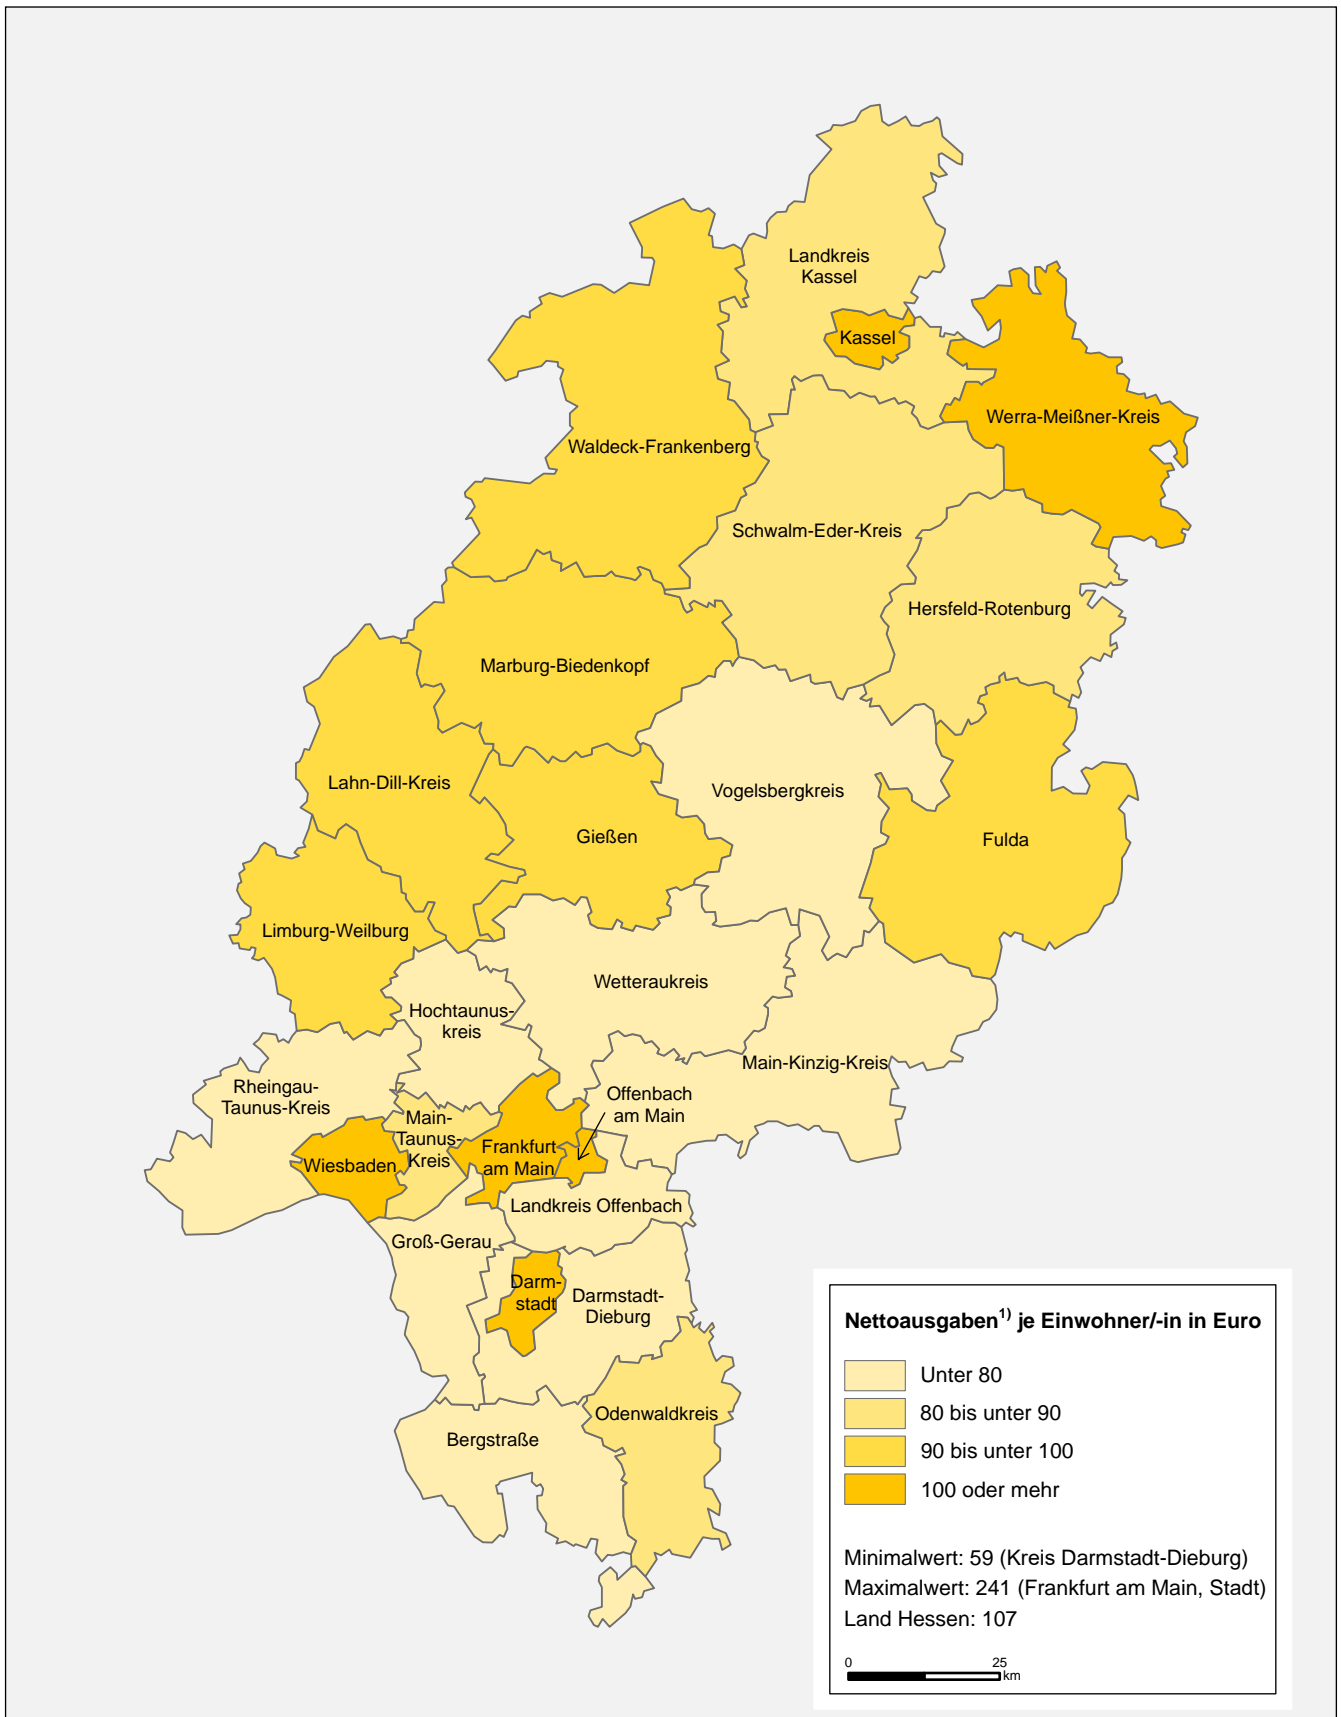 Landkreis
Kassel
Kassel
Werra-Meißner-Kreis
Waldeck-Frankenberg
Schwalm-Eder-Kreis
Hersfeld-Rotenburg
Marburg-Biedenkopf
Lahn-Dill-Kreis
Vogelsbergkreis
Gießen
Fulda
Limburg-Weilburg
Wetteraukreis
Hochtaunus-
kreis
Main-Kinzig-Kreis
Rheingau-
Taunus-Kreis
Offenbach
am Main
Main-
Taunus-
Kreis
Frankfurt
am Main
Wiesbaden
Landkreis Offenbach
Groß-Gerau
Darm-
stadt
Darmstadt-
Dieburg
Odenwaldkreis
Bergstraße
Nettoausgaben1) je Einwohner/-in in Euro
Unter 80
80 bis unter 90
90 bis unter 100
100 oder mehr
Minimalwert: 59 (Kreis Darmstadt-Dieburg)
Maximalwert: 241 (Frankfurt am Main, Stadt)
Land Hessen: 107
0 25
km